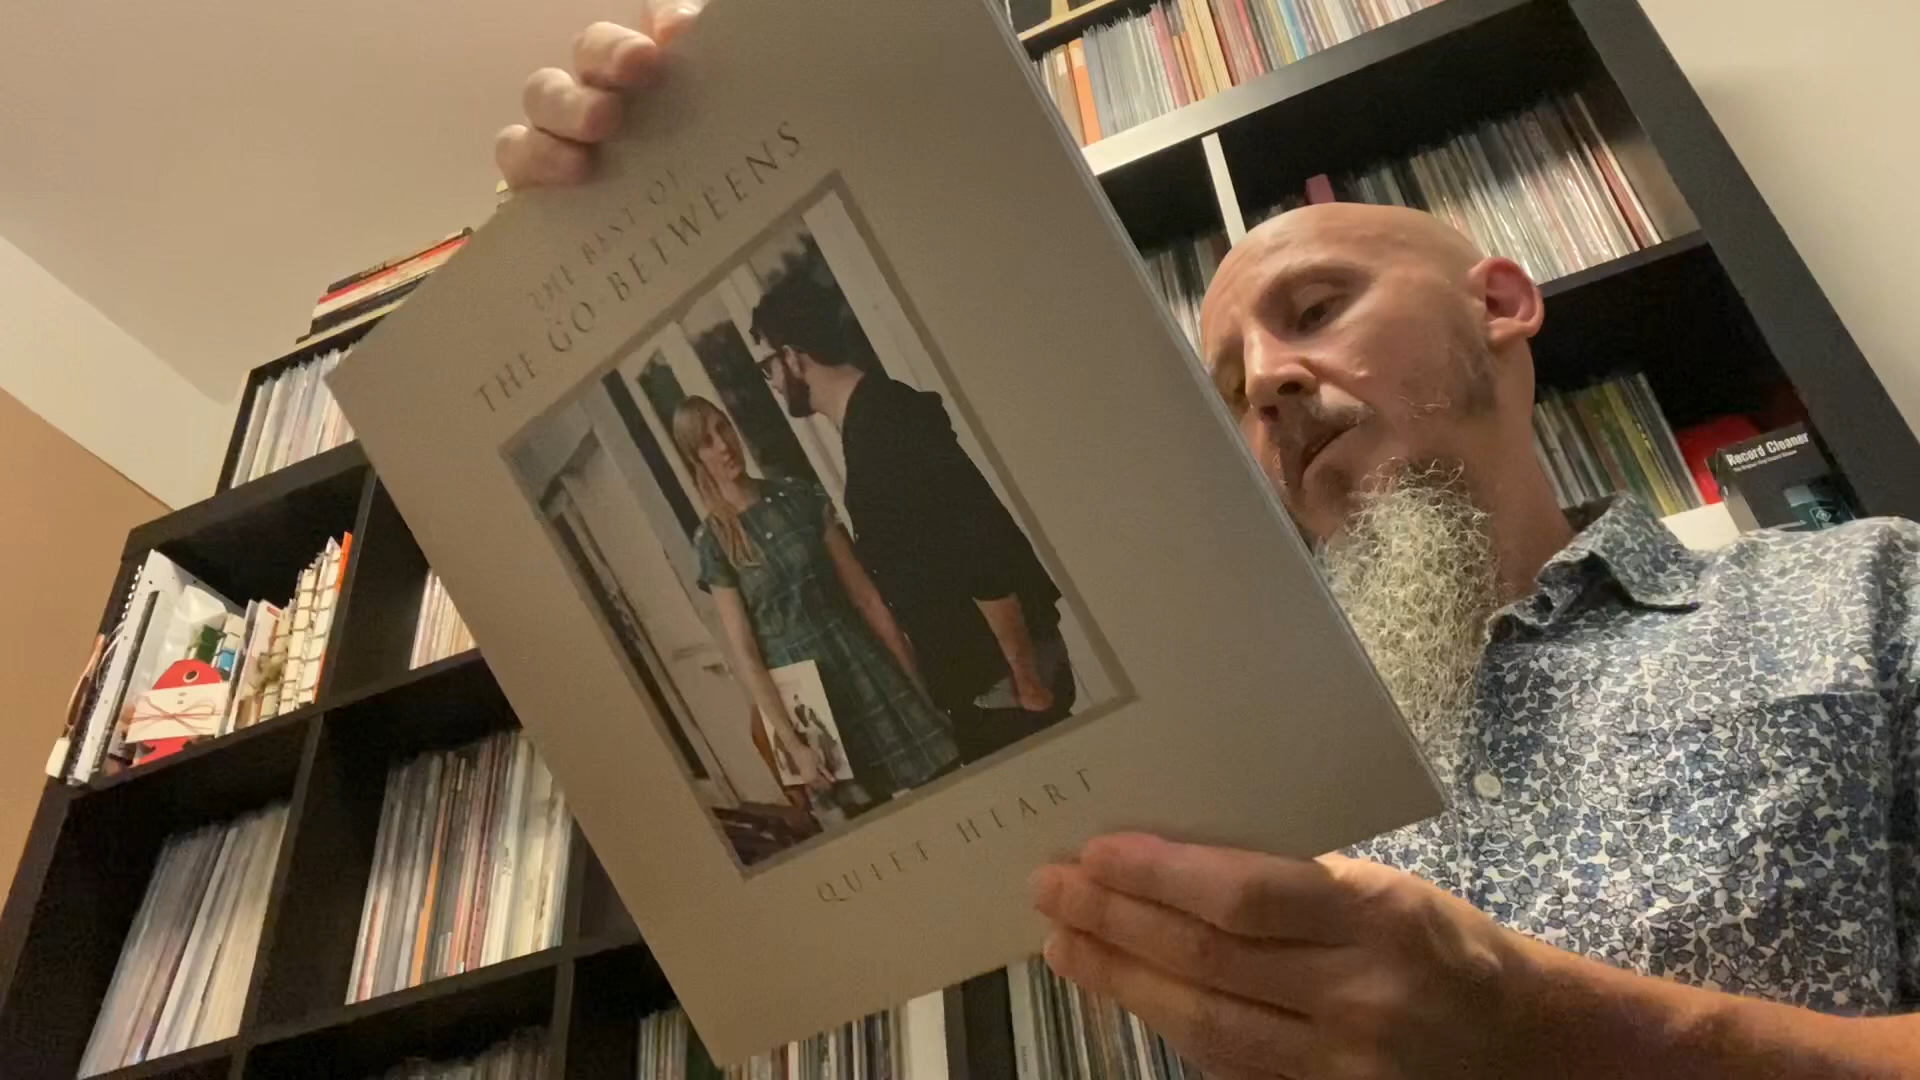 THE BEST OF
THE GO-BETWEENS
QUIET HEART
Record Cleaner